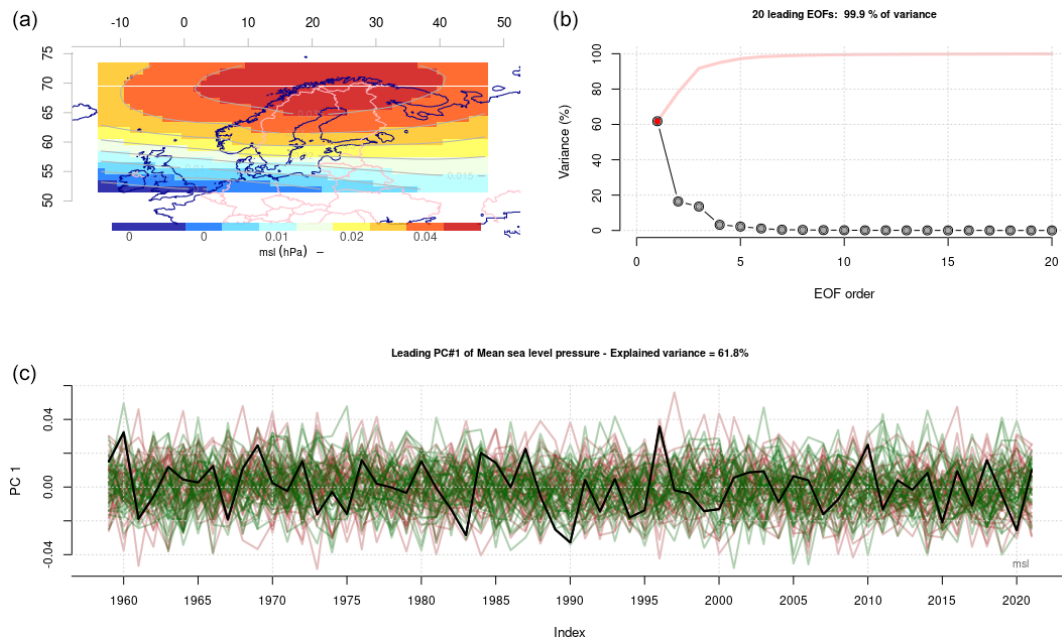 (a)
-10 0 10 20 30 40 50
75
70
65
60
55
50
0.015
0 0 0.01 0.02 0.04
msl (hPa) –
(b)
20 leading EOFs: 99.9 % of variance
Variance (%)
100
80
60
40
20
0
0 5 10 15 20
EOF order
Leading PC#1 of Mean sea level pressure - Explained variance = 61.8%
(c)
PC 1
0.04
0.00
-0.04
msl
1960 1965 1970 1975 1980 1985 1990 1995 2000 2005 2010 2015 2020
Index